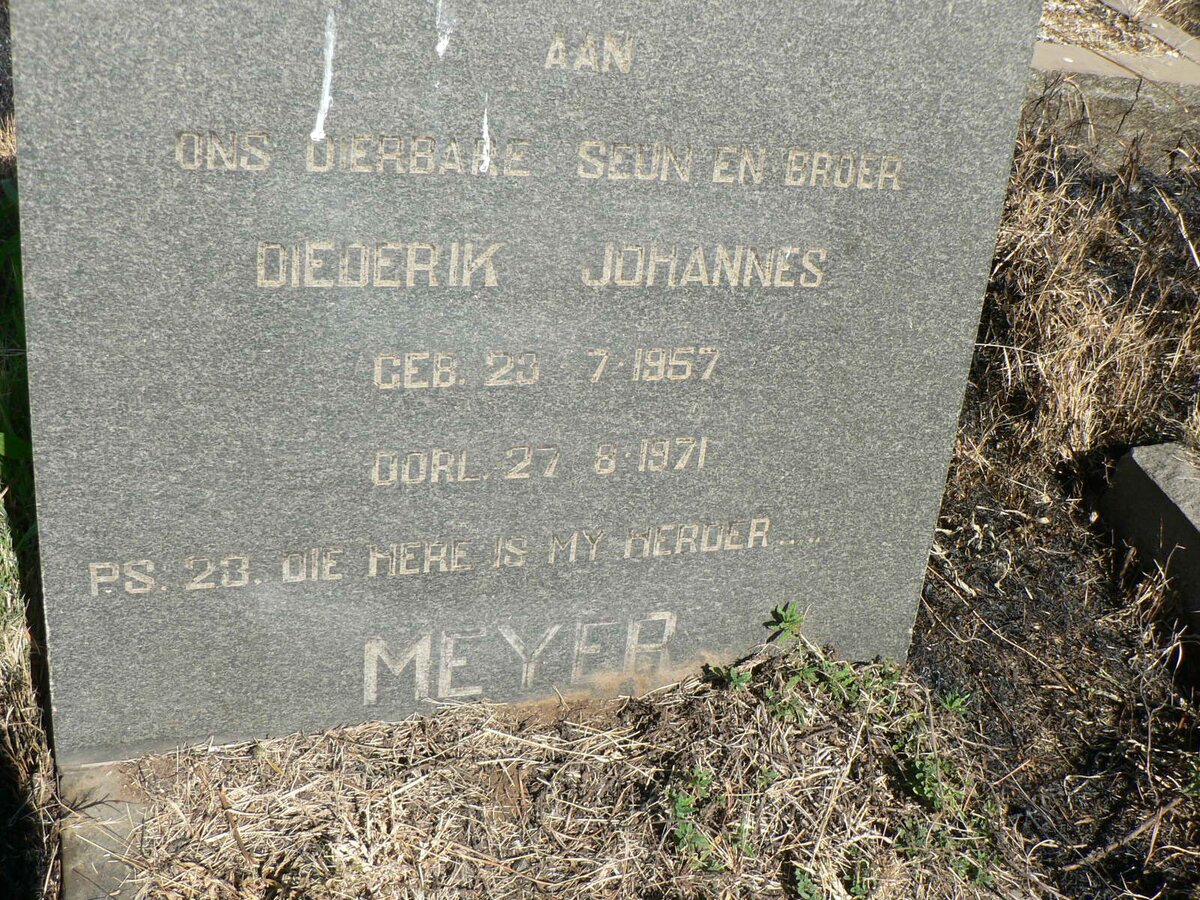 AAN
ONS DIERBARE SEUN EN BROER
DIEDERIK JOHANNES
GEB. 23 7·1957
OORL. 27 8·1971
PS. 23. DIE HERE IS MY HERDER....
MEYER